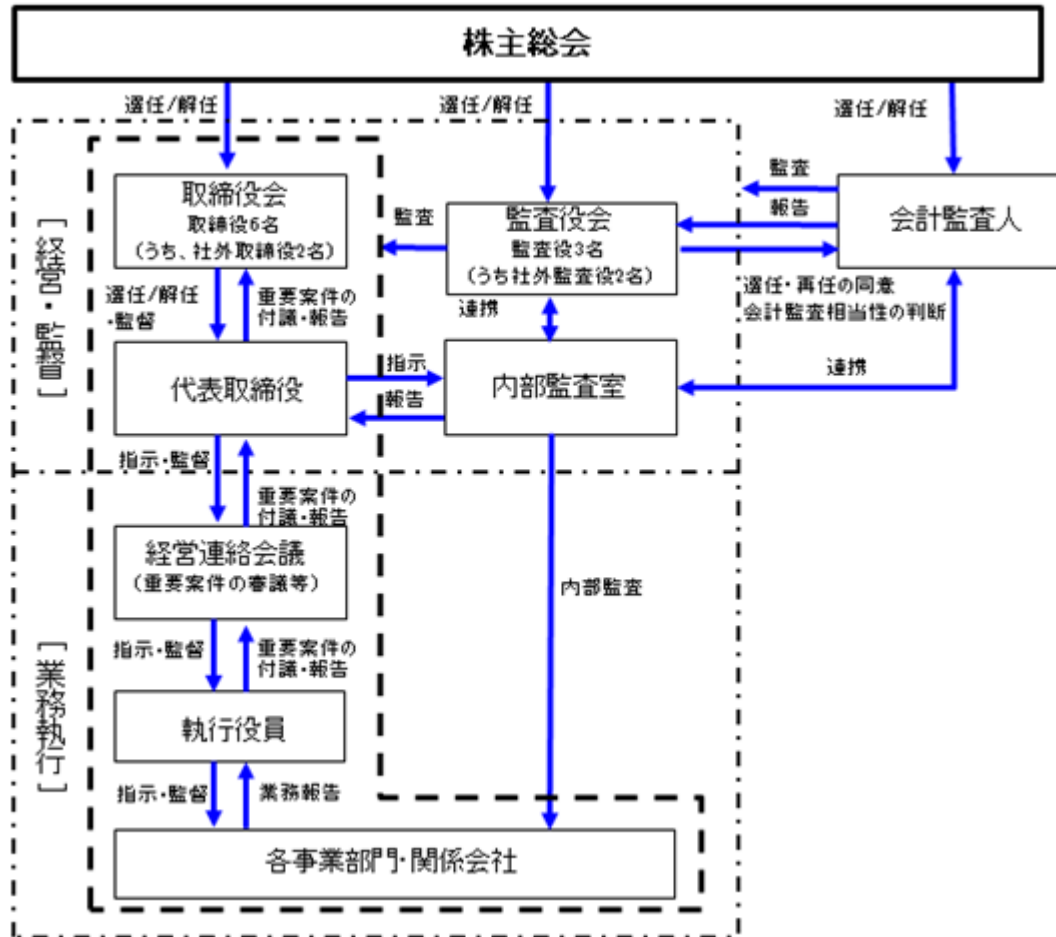 株主総会
選任/解任
選任/解任
選任/解任
[経営・監督]
取締役会
取締役6名
(うち、社外取締役2名)
監査
監査役会
監査役3名
(うち社外監査役2名)
監査
報告
会計監査人
選任・再任の同意
会計監査相当性の判断
選任/解任
・監督
重要案件の
付議・報告
連携
連携
代表取締役
指示
報告
内部監査室
指示・監督
重要案件の
付議・報告
[業務執行]
経営連絡会議
(重要案件の審議等)
内部監査
指示・監督
重要案件の
付議・報告
執行役員
指示・監督
業務報告
各事業部門・関係会社